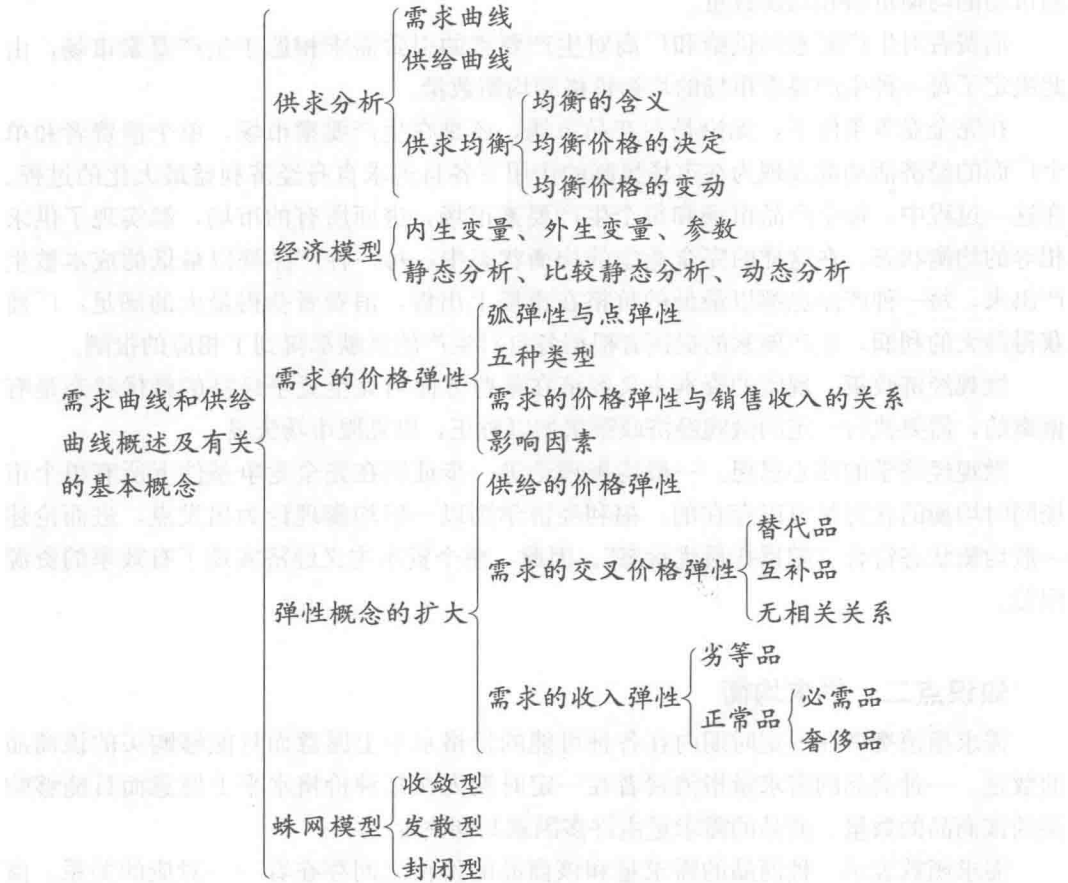 需求曲线和供给
曲线概述及有关
的基本概念
供求分析
需求曲线
供给曲线
供求均衡
均衡的含义
均衡价格的决定
均衡价格的变动
经济模型
内生变量、外生变量、参数
静态分析、比较静态分析、动态分析
需求的价格弹性
弧弹性与点弹性
五种类型
需求的价格弹性与销售收入的关系
影响因素
弹性概念的扩大
供给的价格弹性
需求的交叉价格弹性
替代品
互补品
无相关关系
需求的收入弹性
劣等品
正常品
必需品
奢侈品
蛛网模型
收敛型
发散型
封闭型